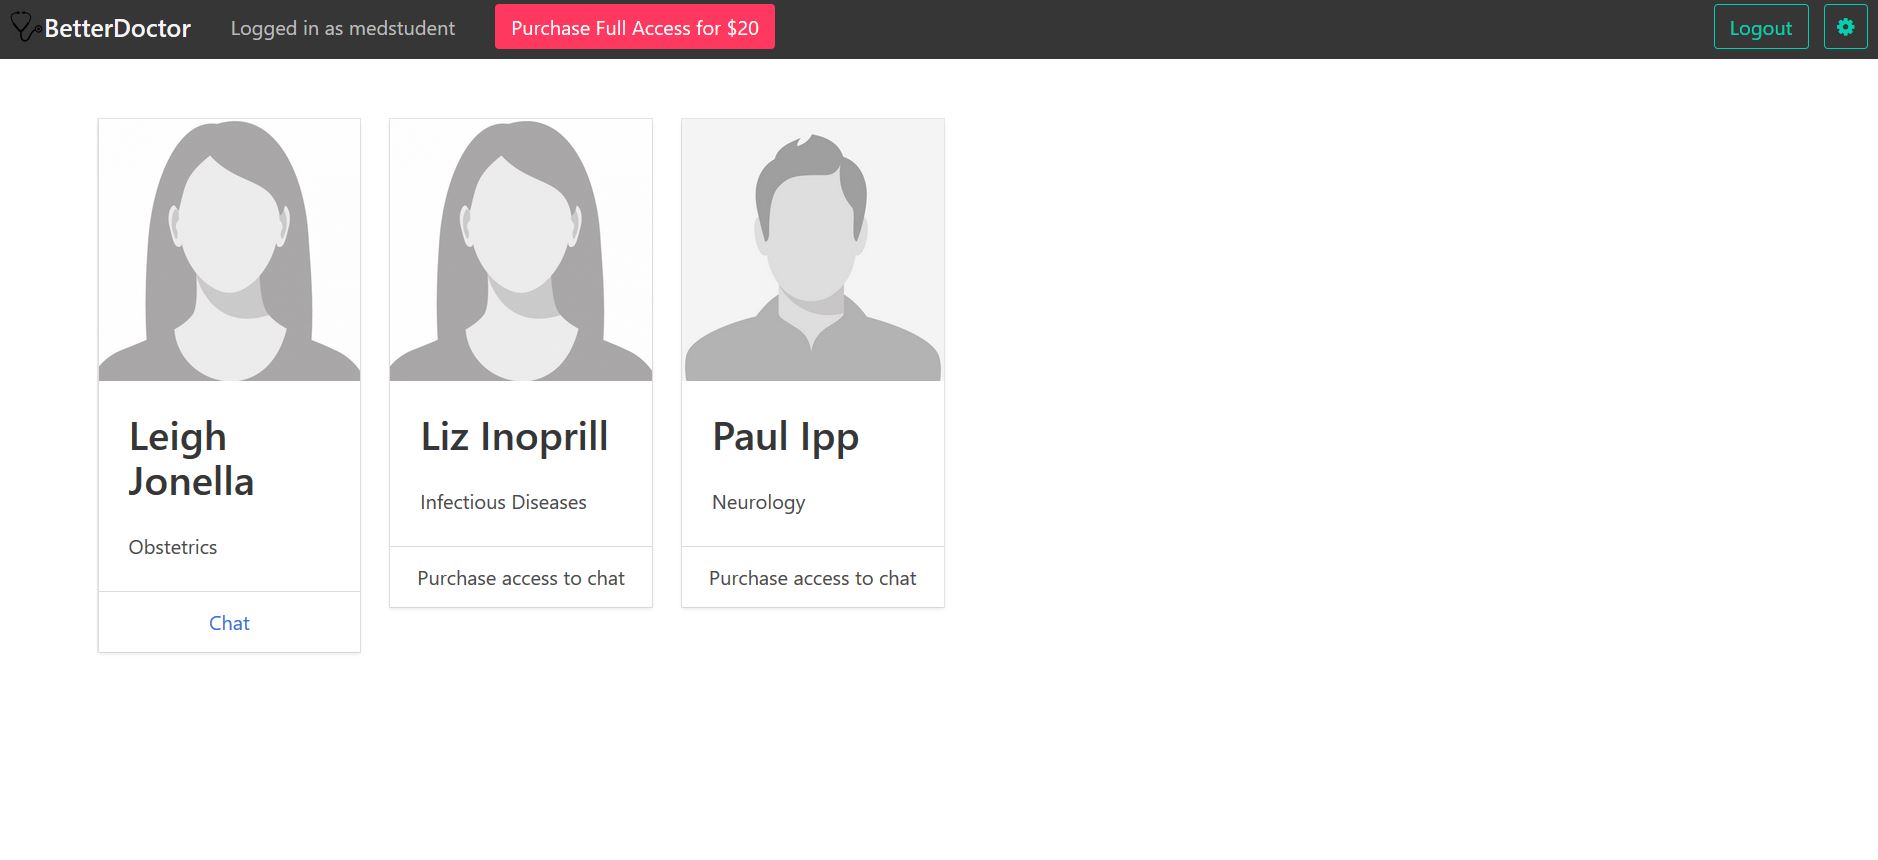 BetterDoctor Logged in as medstudent Purchase Full Access for $20 Logout
Leigh
Jonella
Obstetrics
Chat
Liz Inoprill
Infectious Diseases
Purchase access to chat
Paul Ipp
Neurology
Purchase access to chat